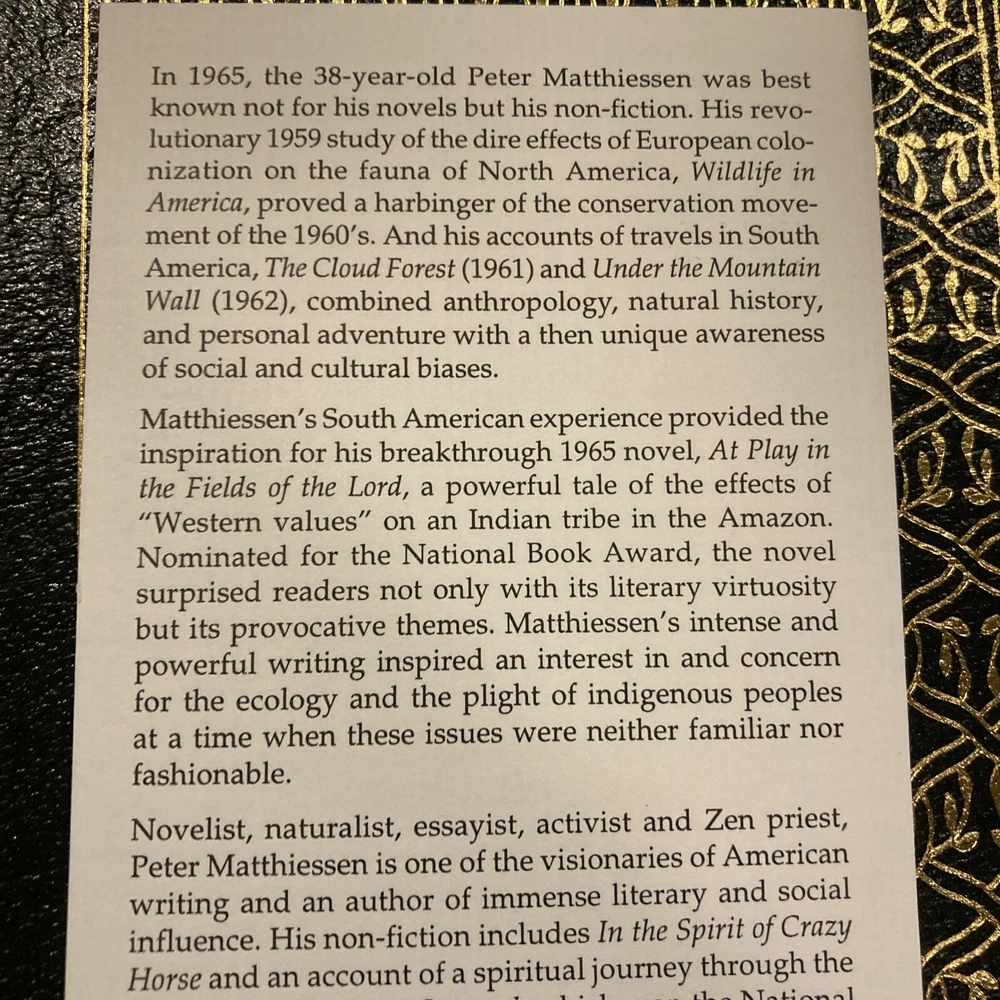 In 1965, the 38-year-old Peter Matthiessen was best
known not for his novels but his non-fiction. His revo-
lutionary 1959 study of the dire effects of European colo-
nization on the fauna of North America, Wildlife in
America, proved a harbinger of the conservation move-
ment of the 1960's. And his accounts of travels in South
America, The Cloud Forest (1961) and Under the Mountain
Wall (1962), combined anthropology, natural history,
and personal adventure with a then unique awareness
of social and cultural biases.
Matthiessen's South American experience provided the
inspiration for his breakthrough 1965 novel, At Play in
the Fields of the Lord, a powerful tale of the effects of
“Western values” on an Indian tribe in the Amazon.
Nominated for the National Book Award, the novel
surprised readers not only with its literary virtuosity
but its provocative themes. Matthiessen's intense and
powerful writing inspired an interest in and concern
for the ecology and the plight of indigenous peoples
at a time when these issues were neither familiar nor
fashionable.
Novelist, naturalist, essayist, activist and Zen priest,
Peter Matthiessen is one of the visionaries of American
writing and an author of immense literary and social
influence. His non-fiction includes In the Spirit of Crazy
Horse and an account of a spiritual journey through the
the National